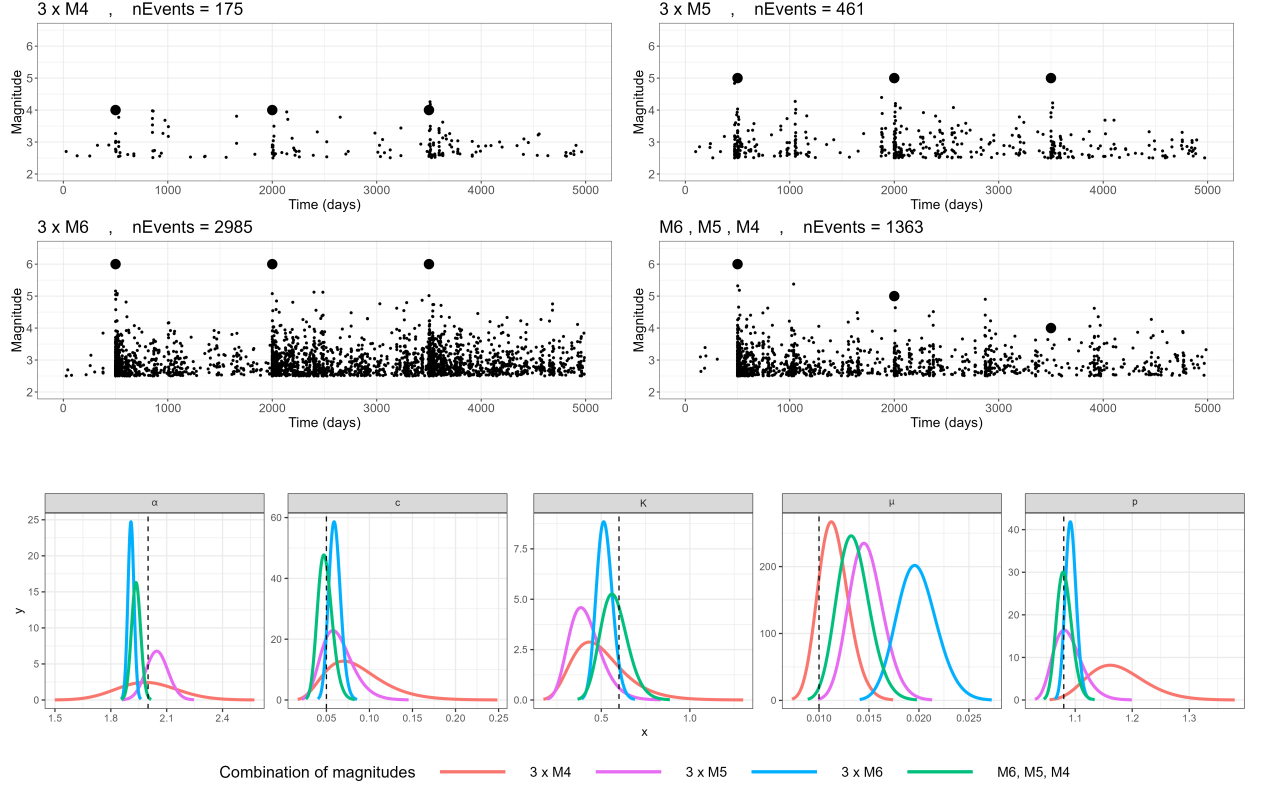 3 x M4 , nEvents = 175
3 x M5 , nEvents = 461
Magnitude
6
5
4
3
2
0 1000 2000 3000 4000 5000
Time (days)
Magnitude
6
5
4
3
2
0 1000 2000 3000 4000 5000
Time (days)
3 x M6 , nEvents = 2985
M6 , M5 , M4 , nEvents = 1363
Magnitude
6
5
4
3
2
0 1000 2000 3000 4000 5000
Time (days)
Magnitude
6
5
4
3
2
0 1000 2000 3000 4000 5000
Time (days)
α
25
20
15
10
5
0
1.5 1.8 2.1 2.4
c
60
40
20
0
0.05 0.10 0.15 0.20 0.25
K
7.5
5.0
2.5
0.0
0.5 1.0
μ
200
100
0
0.010 0.015 0.020 0.025
p
40
30
20
10
0
1.1 1.2 1.3
y
x
Combination of magnitudes 3 x M4 3 x M5 3 x M6 M6, M5, M4